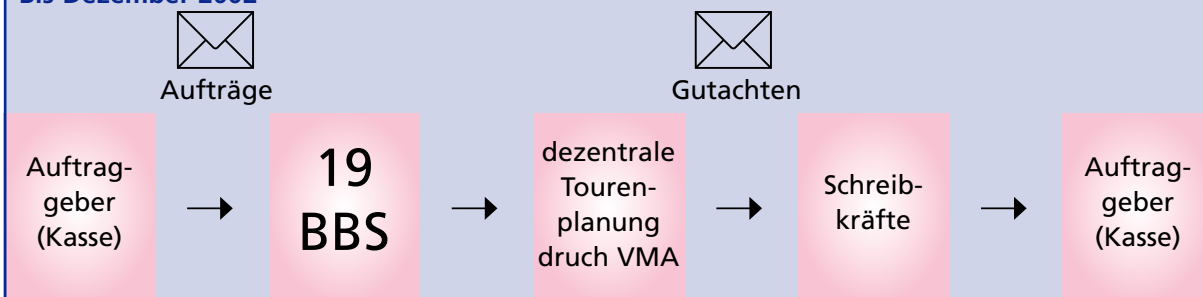 Bis Dezember 2002
Aufträge
Gutachten
Auftrag-
geber
(Kasse)
19
BBS
dezentrale
Touren-
planung
druch VMA
Schreib-
kräfte
Auftrag-
geber
(Kasse)